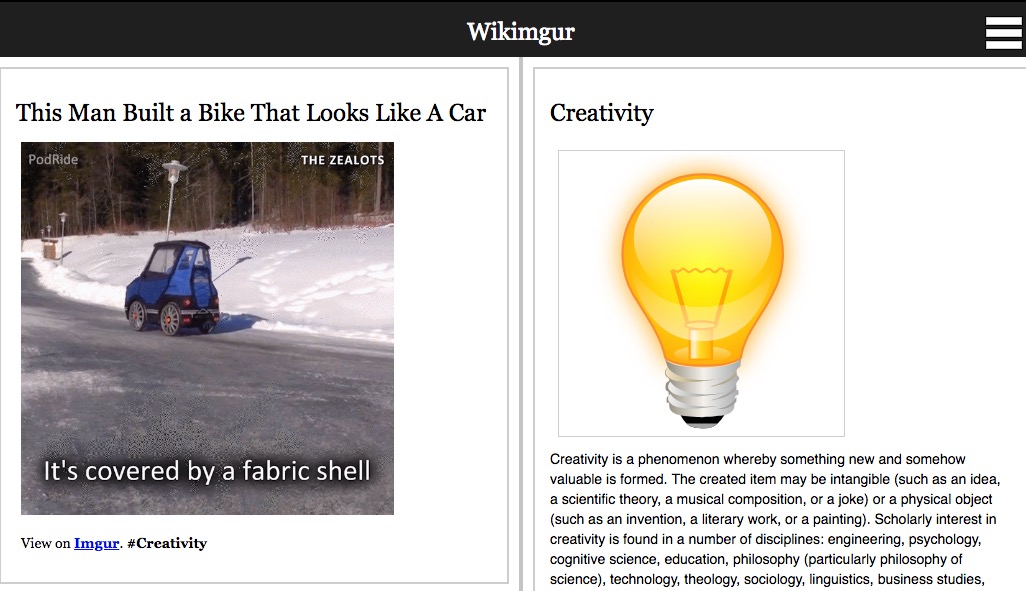 Wikimgur
This Man Built a Bike That Looks Like A Car
PodRide
THE ZEALOTS
It's covered by a fabric shell
View on Imgur. #Creativity
Creativity
Creativity is a phenomenon whereby something new and somehow
valuable is formed. The created item may be intangible (such as an idea,
a scientific theory, a musical composition, or a joke) or a physical object
(such as an invention, a literary work, or a painting). Scholarly interest in
creativity is found in a number of disciplines: engineering, psychology,
cognitive science, education, philosophy (particularly philosophy of
science), technology, theology, sociology, linguistics, business studies,